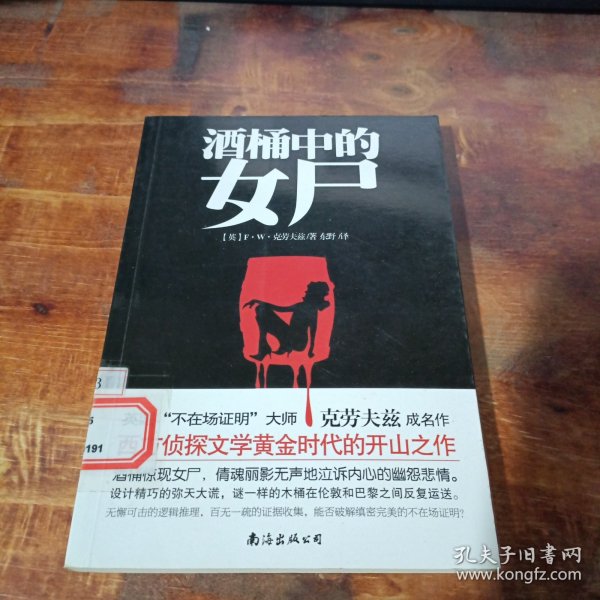 酒桶中的
女尸
【英】F·W·克劳夫兹/著 东野/译
3
5
191
“不在场证明”大师 克劳夫兹 成名作
侦探文学黄金时代的开山之作
酒桶惊现女尸，倩魂丽影无声地泣诉内心的幽怨悲情。
设计精巧的弥天大谎，谜一样的木桶在伦敦和巴黎之间反复运送。
无懈可击的逻辑推理，百无一疏的证据收集，能否破解缜密完美的不在场证明？
南海出版公司
孔夫子旧书网
www.kongfz.com